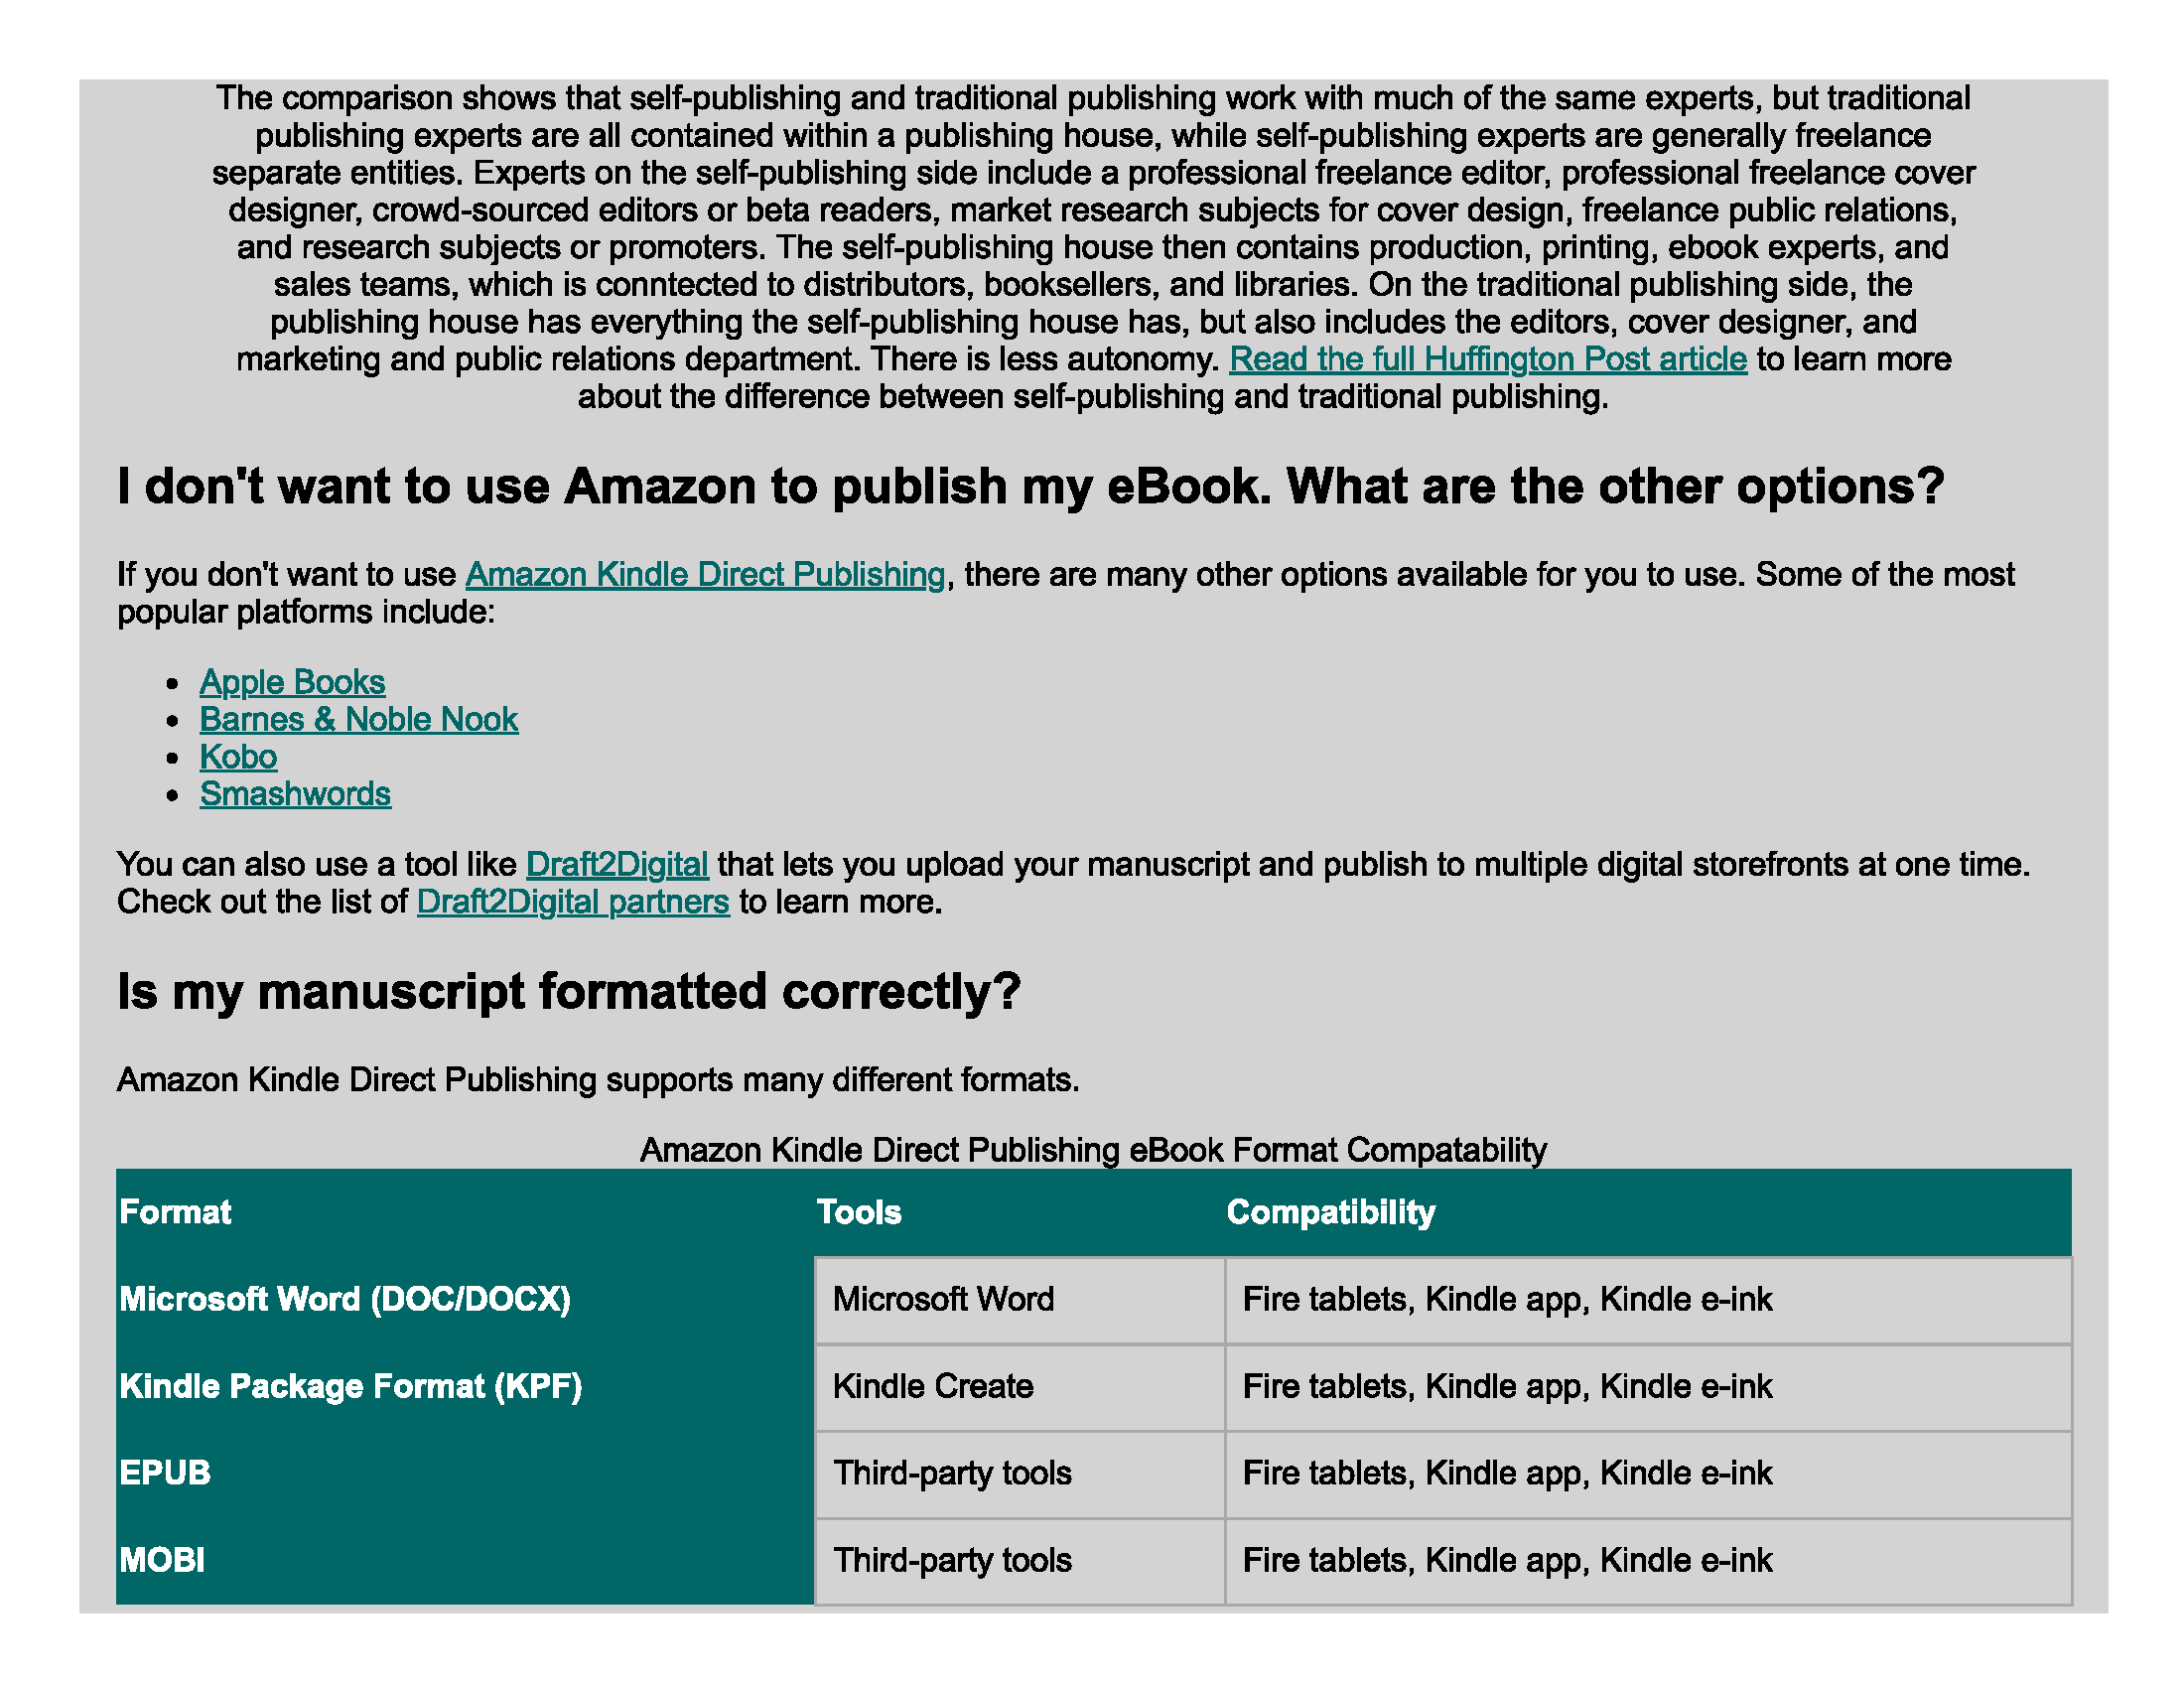 The comparison shows that self-publishing and traditional publishing work with much of the same experts, but traditional
publishing experts are all contained within a publishing house, while self-publishing experts are generally freelance
separate entities. Experts on the self-publishing side include a professional freelance editor, professional freelance cover
designer, crowd-sourced editors or beta readers, market research subjects for cover design, freelance public relations,
and research subjects or promoters. The self-publishing house then contains production, printing, ebook experts, and
sales teams, which is conntected to distributors, booksellers, and libraries. On the traditional publishing side, the
publishing house has everything the self-publishing house has, but also includes the editors, cover designer, and
marketing and public relations department. There is less autonomy. Read the full Huffington Post article to learn more
about the difference between self-publishing and traditional publishing.
I don't want to use Amazon to publish my eBook. What are the other options?
If you don't want to use Amazon Kindle Direct Publishing, there are many other options available for you to use. Some of the most
popular platforms include:
• Apple Books
• Barnes & Noble Nook
• Kobo
• Smashwords
You can also use a tool like Draft2Digital that lets you upload your manuscript and publish to multiple digital storefronts at one time.
Check out the list of Draft2Digital partners to learn more.
Is my manuscript formatted correctly?
Amazon Kindle Direct Publishing supports many different formats.
Amazon Kindle Direct Publishing eBook Format Compatability
Format Tools Compatibility
Microsoft Word (DOC/DOCX) Microsoft Word Fire tablets, Kindle app, Kindle e-ink
Kindle Package Format (KPF) Kindle Create Fire tablets, Kindle app, Kindle e-ink
EPUB Third-party tools Fire tablets, Kindle app, Kindle e-ink
MOBI Third-party tools Fire tablets, Kindle app, Kindle e-ink